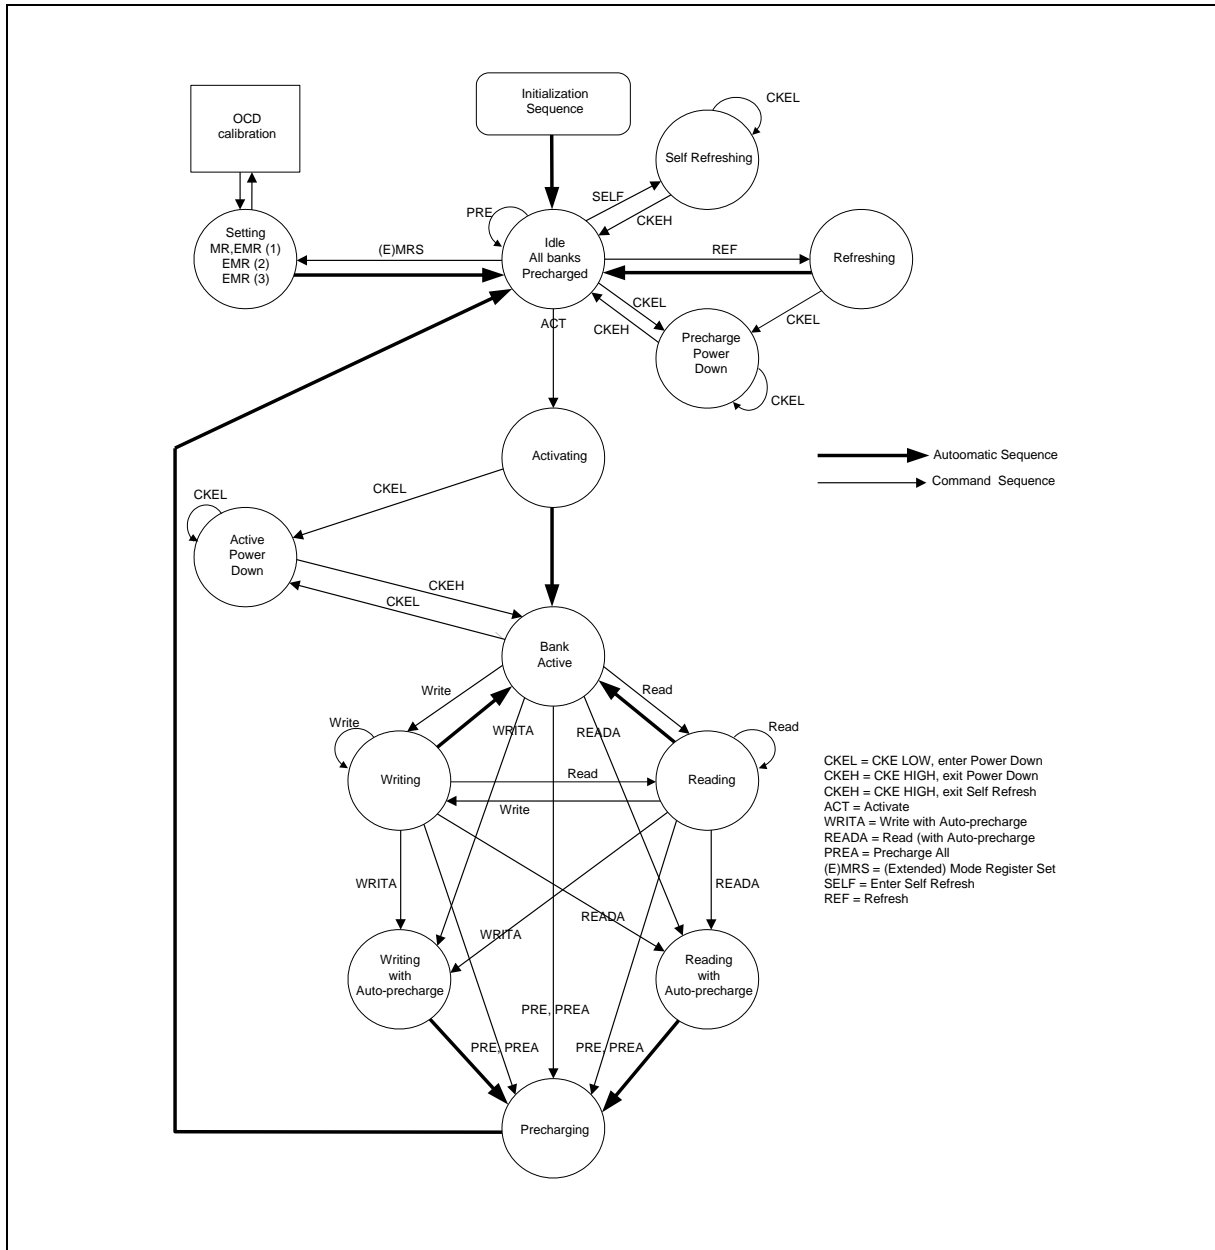 Initialization
Sequence
OCD
calibration
CKEL
Self Refreshing
SELF
CKEH
PRE
Setting
MR,EMR (1)
EMR (2)
EMR (3)
(E)MRS
Idle
All banks
Precharged
REF
Refreshing
CKEL
CKEH
CKEL
ACT
Precharge
Power
Down
CKEL
Activating
Autoomatic Sequence
Command Sequence
CKEL
CKEL
Active
Power
Down
CKEH
CKEL
Bank
Active
Write
Read
Write
WRITA
READA
Read
Writing
Read
Reading
Write
CKEL = CKE LOW, enter Power Down
CKEH = CKE HIGH, exit Power Down
CKEH = CKE HIGH, exit Self Refresh
ACT = Activate
WRITA = Write with Auto-precharge
READA = Read (with Auto-precharge
PREA = Precharge All
(E)MRS = (Extended) Mode Register Set
SELF = Enter Self Refresh
REF = Refresh
WRITA
READA
READA
WRITA
Writing
with
Auto-precharge
Reading
with
Auto-precharge
PRE, PREA
PRE, PREA
PRE, PREA
Precharging